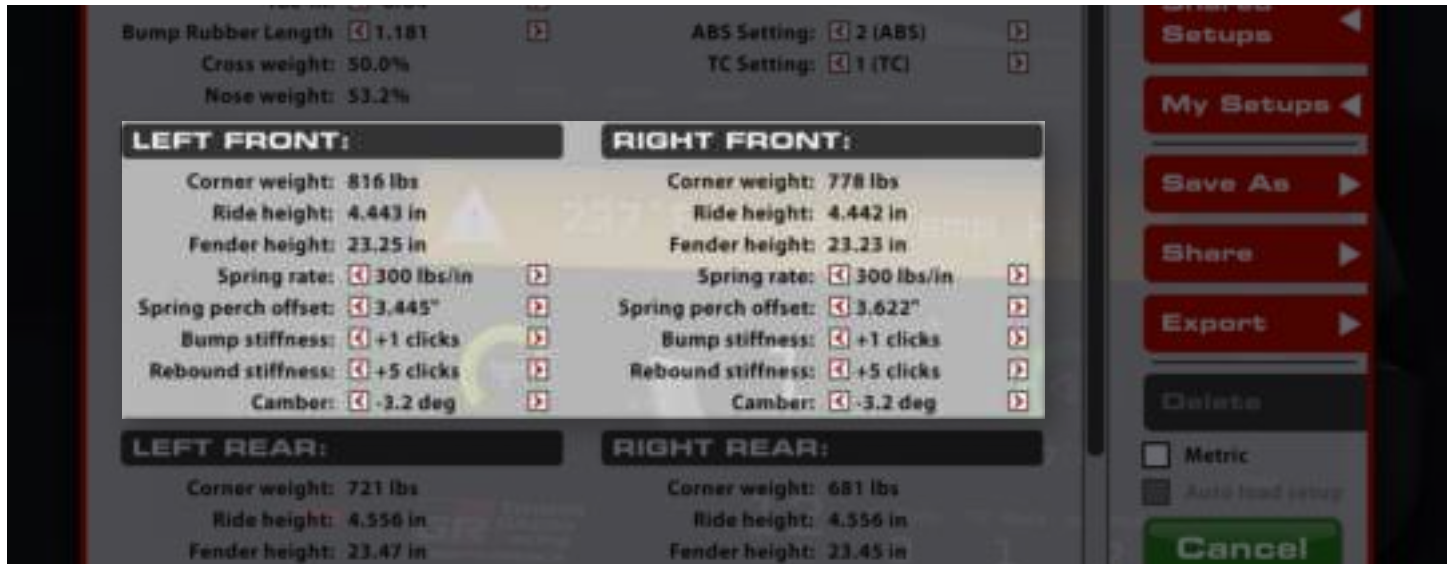 Bump Rubber Length 1.181
Cross weight: 50.0%
Nose weight: 53.2%
ABS Setting: 2 (ABS)
TC Setting: 1 (TC)
LEFT FRONT:
Corner weight: 816 lbs
Ride height: 4.443 in
Fender height: 23.25 in
Spring rate: 300 lbs/in
Spring perch offset: 3.445"
Bump stiffness: +1 clicks
Rebound stiffness: +5 clicks
Camber: -3.2 deg
RIGHT FRONT:
Corner weight: 778 lbs
Ride height: 4.442 in
Fender height: 23.23 in
Spring rate: 300 lbs/in
Spring perch offset: 3.622"
Bump stiffness: +1 clicks
Rebound stiffness: +5 clicks
Camber: -3.2 deg
LEFT REAR:
Corner weight: 721 lbs
Ride height: 4.556 in
Fender height: 23.47 in
RIGHT REAR:
Corner weight: 681 lbs
Ride height: 4.556 in
Fender height: 23.45 in
Shared
Setups
My Setups
Save As
Share
Export
Delete
Metric
Auto load setup
Cancel